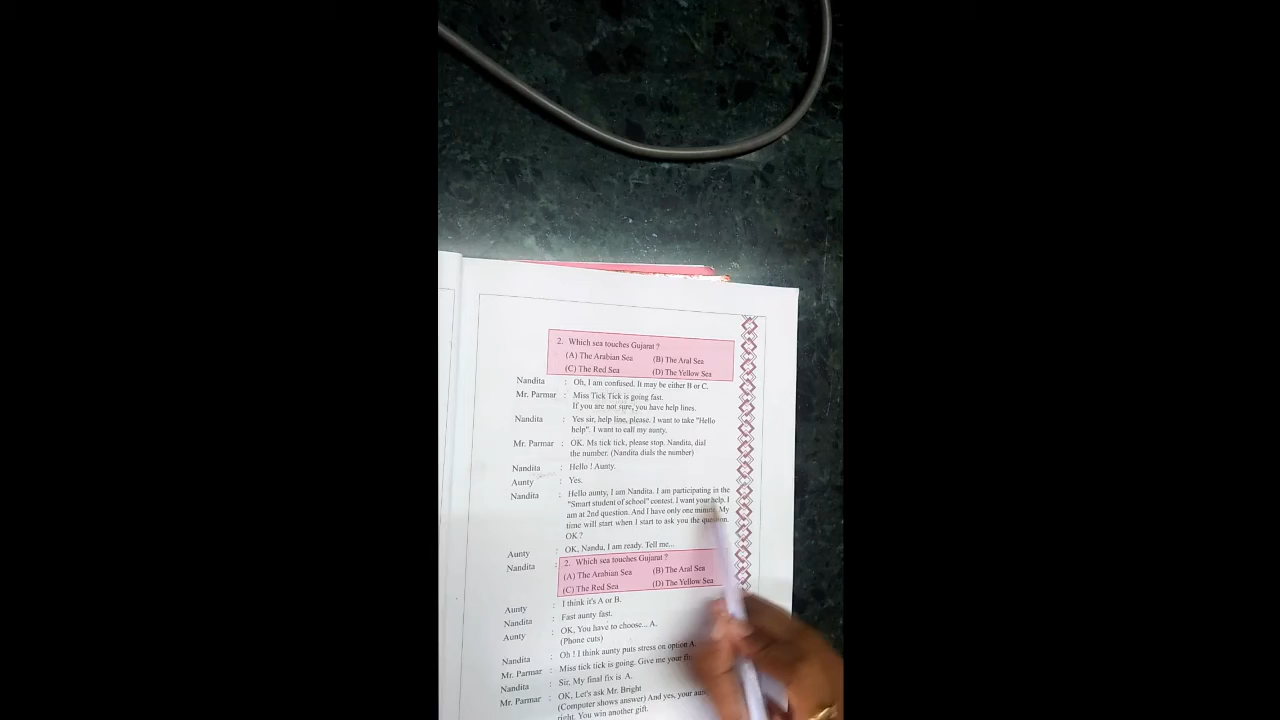 2. Which sea touches Gujarat ?
(A) The Arabian Sea (B) The Aral Sea
(C) The Red Sea (D) The Yellow Sea
Nandita : Oh, I am confused. It may be either B or C.
Mr. Parmar : Miss Tick Tick is going fast.
If you are not sure, you have help lines.
Nandita : Yes sir, help line, please. I want to take "Hello
help". I want to call my aunty.
Mr. Parmar : OK. Ms tick tick, please stop. Nandita, dial
the number. (Nandita dials the number)
Nandita : Hello ! Aunty.
Aunty : Yes.
Nandita : Hello aunty, I am Nandita. I am participating in the
"Smart student of school" contest. I want your help. I
am at 2nd question. And I have only one minute. My
time will start when I start to ask you the question.
OK ?
Aunty : OK, Nandu, I am ready. Tell me...
Nandita : 2. Which sea touches Gujarat ?
(A) The Arabian Sea (B) The Aral Sea
(C) The Red Sea (D) The Yellow Sea
Aunty : I think it's A or B.
Nandita : Fast aunty fast.
Aunty : OK, You have to choose... A.
(Phone cuts)
Nandita : Oh ! I think aunty puts stress on option A.
Mr. Parmar : Miss tick tick is going. Give me your
Nandita : Sir, My final fix is A.
Mr. Parmar : OK, Let's ask Mr. Bright
(Computer shows answer) And yes, your
right. You win another gift.